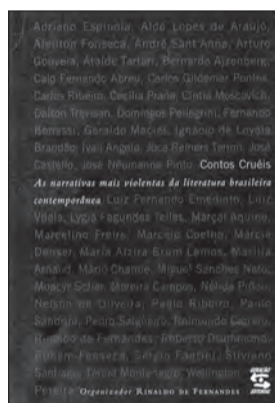 Adriano Espínola, Aldo Lopes de Araújo,
Aleilton Fonseca, André Sant'Anna, Arturo
Gouveia, Ataíde Tartari, Bernardo Ajzenberg,
Caio Fernando Abreu, Carlos Gildemar Pontes,
Carlos Ribeiro, Cecília Prada, Cíntia Moscovich,
Dalton Trevisan, Domingos Pellegrini, Fernando
Bonassi, Geraldo Maciel, Ignácio de Loyola
Brandão, Ivan Angelo, Joca Reiners Terron, José
Castello, José Nêumanne Pinto, Contos Cruéis
As narrativas mais violentas da literatura brasileira
contemporânea Luiz Fernando Emediato, Luiz
Vilela, Lygia Fagundes Telles, Marçal Aquino,
Marcelino Freire, Marcelo Coelho, Márcia
Denser, Maria Alzira Brum Lemos, Marilia
Arnaud, Mário Chamie, Miguel Sanches Neto,
Moacyr Scliar, Moreira Campos, Nélida Piñon,
Nelson de Oliveira, Paulo Ribeiro, Paulo
Sandrini, Pedro Salgueiro, Raimundo Carrero,
Rinaldo de Fernandes, Roberto Drummond,
Rubem Fonseca, Sérgio Fantini, Silviano
Santiago, Tércia Montenegro, Wellington
Pereira Organizador Rinaldo de Fernandes